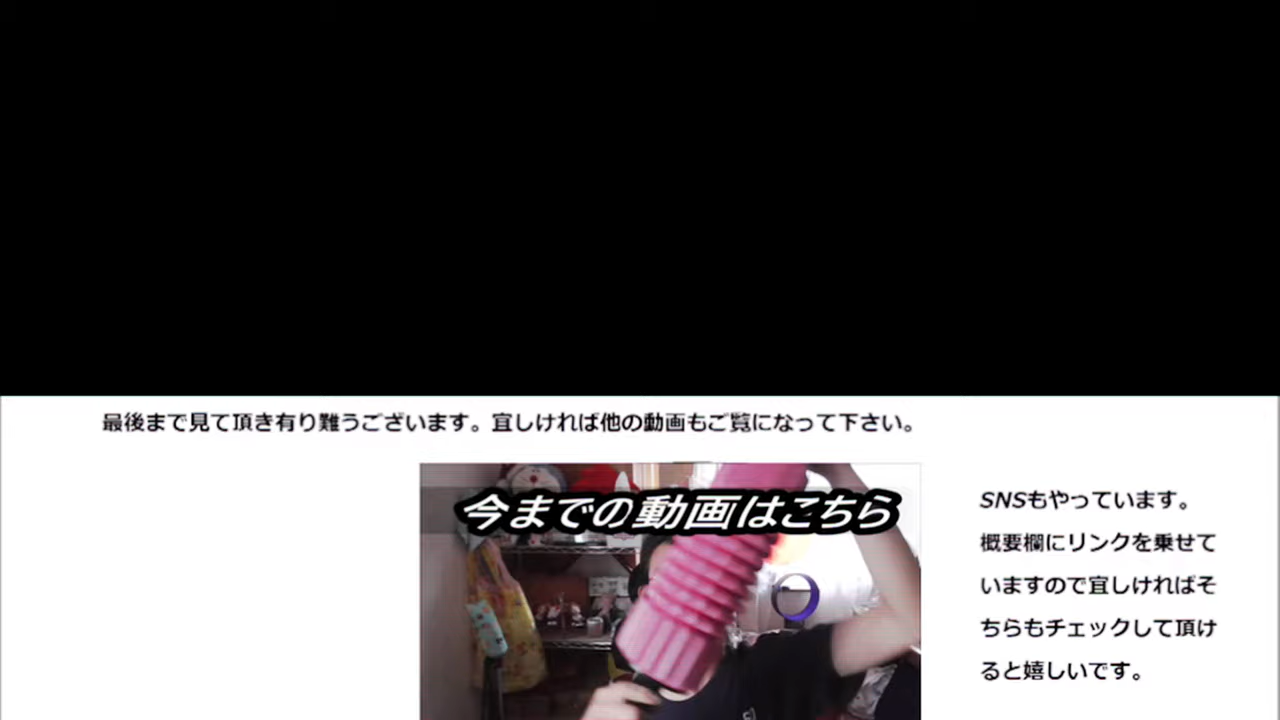 最後まで見て頂き有り難うございます。宜しければ他の動画もご覧になって下さい。
今までの動画はこちら
SNSもやっています。
概要欄にリンクを乗せて
いますので宜しければそ
ちらもチェックして頂け
ると嬉しいです。